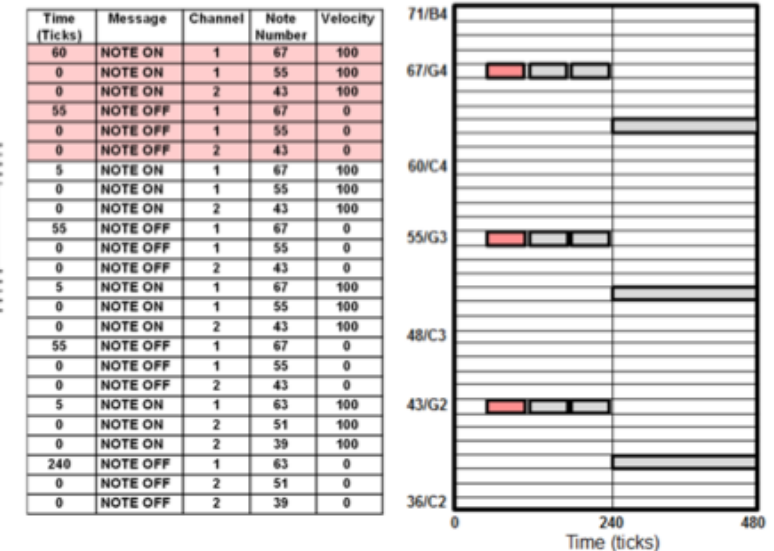 Time (Ticks) Message Channel Note Number Velocity
60 NOTE ON 1 67 100
0 NOTE ON 1 55 100
0 NOTE ON 2 43 100
55 NOTE OFF 1 67 0
0 NOTE OFF 1 55 0
0 NOTE OFF 2 43 0
5 NOTE ON 1 67 100
0 NOTE ON 1 55 100
0 NOTE ON 2 43 100
55 NOTE OFF 1 67 0
0 NOTE OFF 1 55 0
0 NOTE OFF 2 43 0
5 NOTE ON 1 67 100
0 NOTE ON 1 55 100
0 NOTE ON 2 43 100
55 NOTE OFF 1 67 0
0 NOTE OFF 1 55 0
0 NOTE OFF 2 43 0
5 NOTE ON 1 63 100
0 NOTE ON 2 51 100
0 NOTE ON 2 39 100
240 NOTE OFF 1 63 0
0 NOTE OFF 2 51 0
0 NOTE OFF 2 39 0
71/B4
67/G4
60/C4
55/G3
48/C3
43/G2
36/C2
0 240 480
Time (ticks)